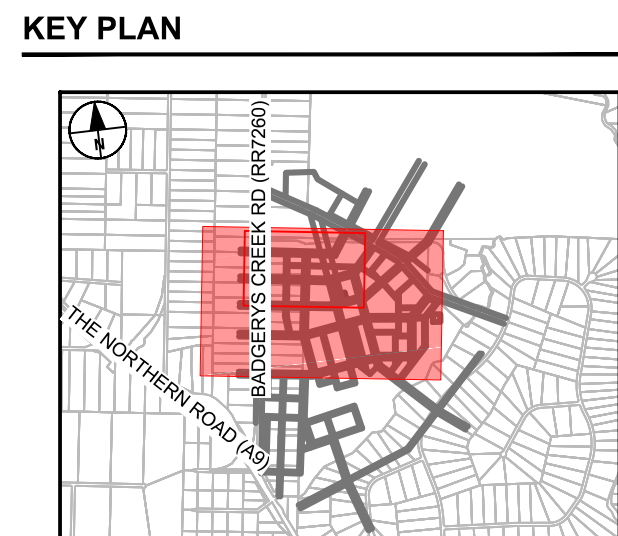 KEY PLAN
N
BADGERYS CREEK RD (RR7260)
THE NORTHERN ROAD (A9)